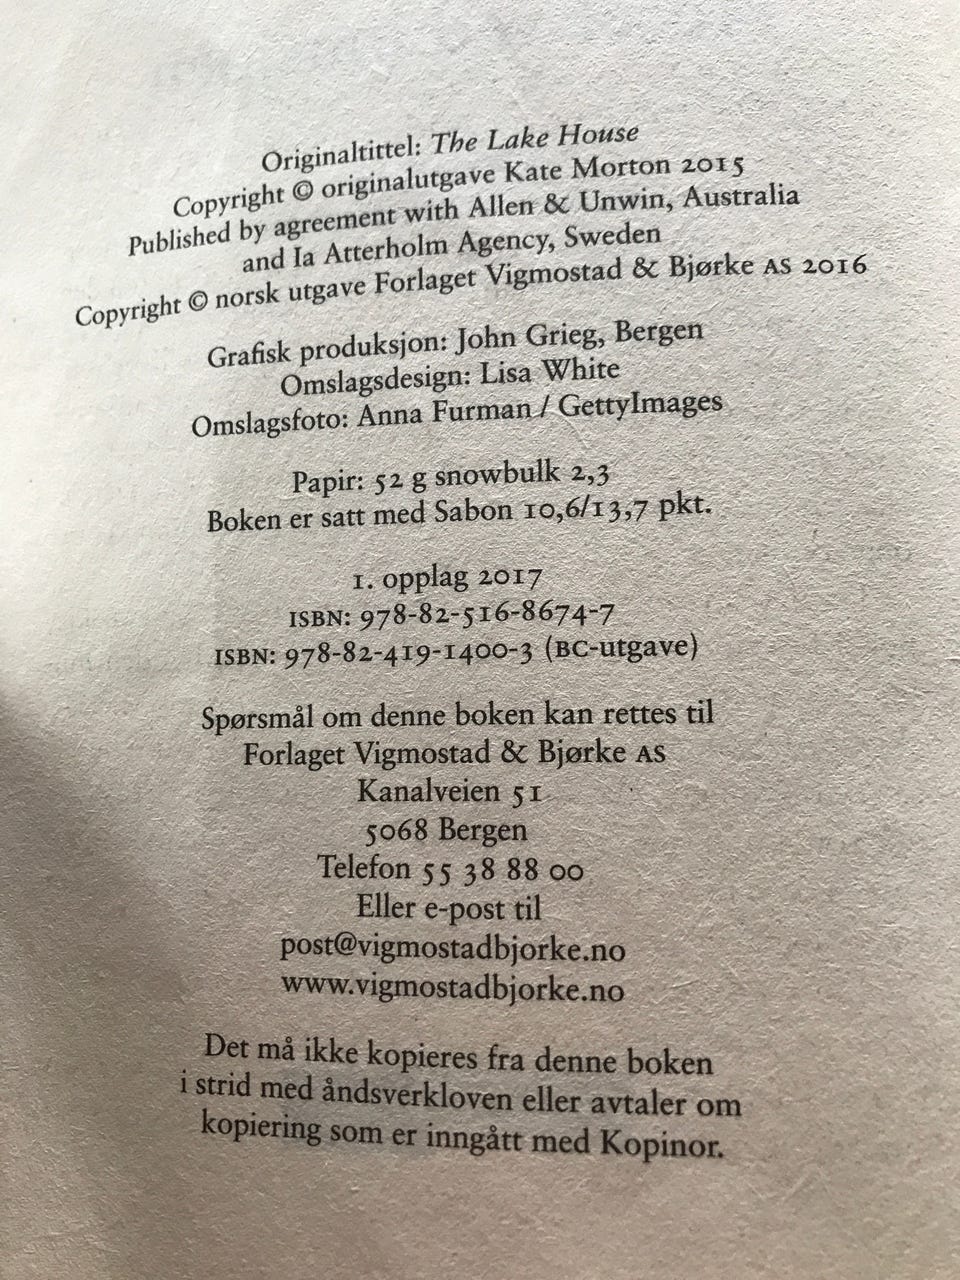 Originaltittel: The Lake House
Copyright © originalutgave Kate Morton 2015
Published by agreement with Allen & Unwin, Australia
and Ia Atterholm Agency, Sweden
Copyright © norsk utgave Forlaget Vigmostad & Bjørke AS 2016
Grafisk produksjon: John Grieg, Bergen
Omslagsdesign: Lisa White
Omslagsfoto: Anna Furman / GettyImages
Papir: 52 g snowbulk 2,3
Boken er satt med Sabon 10,6/13,7 pkt.
1. opplag 2017
ISBN: 978-82-516-8674-7
ISBN: 978-82-419-1400-3 (BC-utgave)
Spørsmål om denne boken kan rettes til
Forlaget Vigmostad & Bjørke AS
Kanalveien 51
5068 Bergen
Telefon 55 38 88 00
Eller e-post til
post@vigmostadbjorke.no
www.vigmostadbjorke.no
Det må ikke kopieres fra denne boken
i strid med åndsverkloven eller avtaler om
kopiering som er inngått med Kopinor.